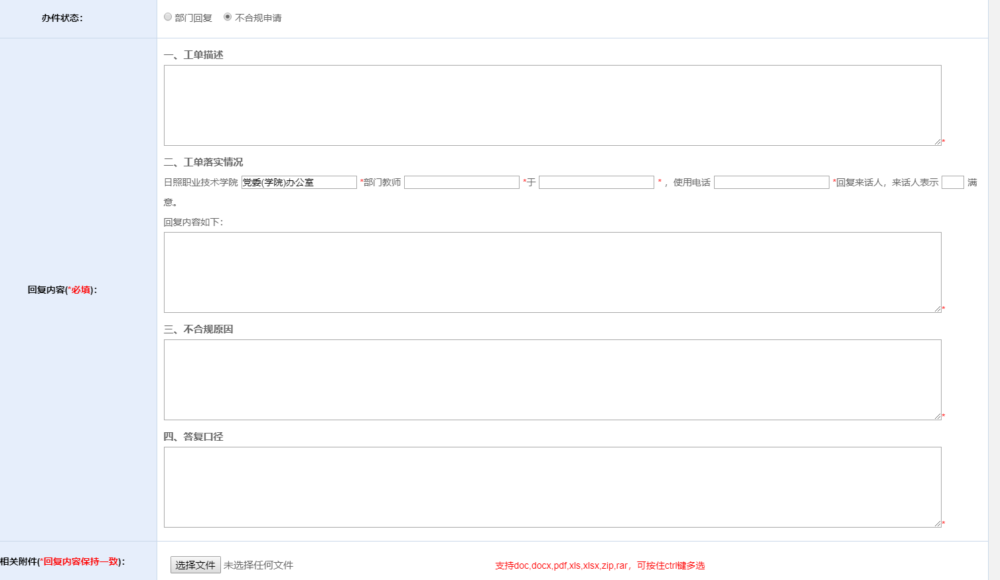 办件状态：
部门回复 不合规申请
一、工单描述
*
二、工单落实情况
日照职业技术学院 党委(学院)办公室 *部门教师 *于 * ，使用电话 *回复来话人，来话人表示 满
意。
回复内容如下：
*
回复内容(*必填)：
三、不合规原因
*
四、答复口径
*
相关附件(*回复内容保持一致)：
选择文件 未选择任何文件 支持doc,docx,pdf,xls,xlsx,zip,rar，可按住ctrl键多选